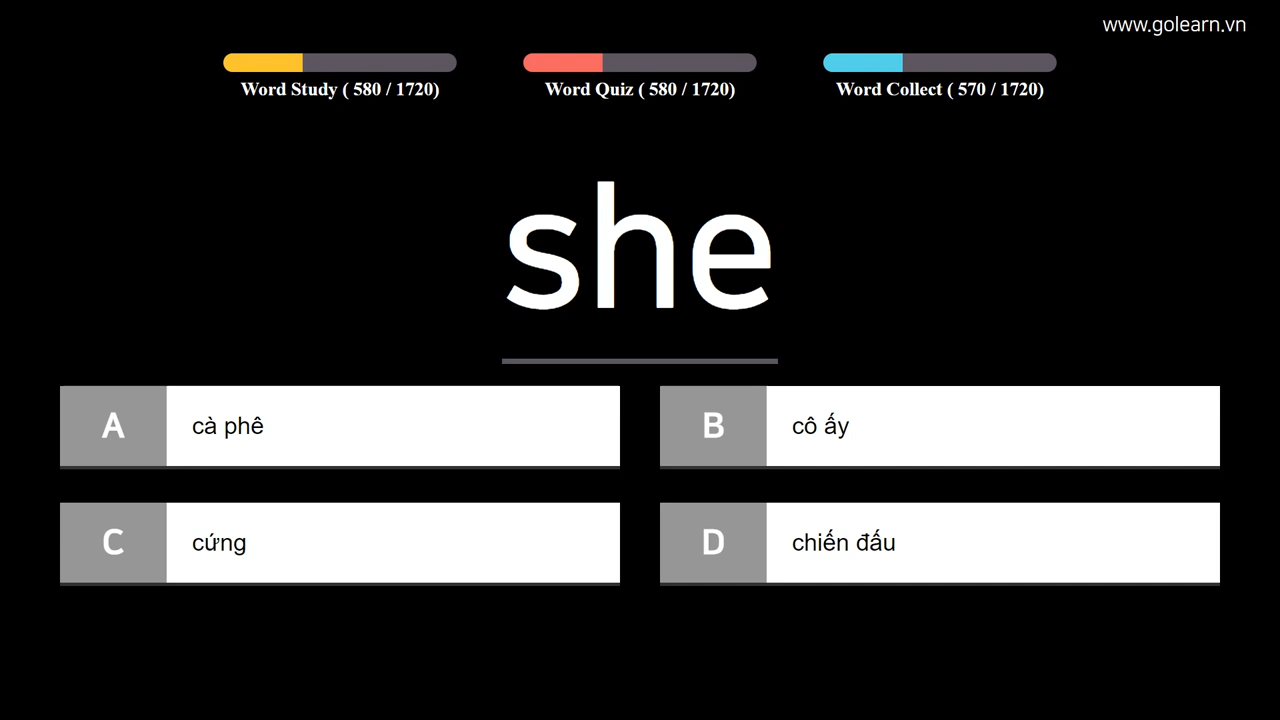 www.golearn.vn
Word Study ( 580 / 1720)
Word Quiz ( 580 / 1720)
Word Collect ( 570 / 1720)
she
A cà phê
B cô ấy
C cứng
D chiến đấu